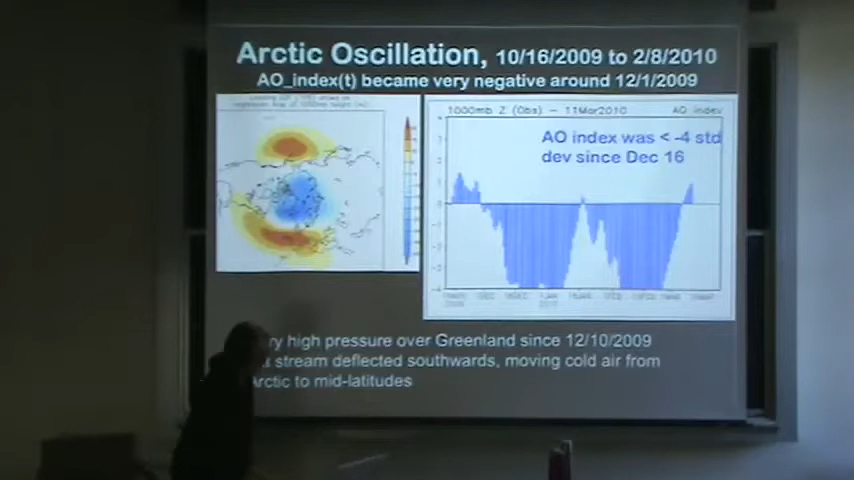 Arctic Oscillation, 10/16/2009 to 2/8/2010
AO_index(t) became very negative around 12/1/2009
1000mb Z (Obs) – 11Mar2010 AO index
AO index was < -4 std
dev since Dec 16
ry high pressure over Greenland since 12/10/2009
stream deflected southwards, moving cold air from
Arctic to mid-latitudes